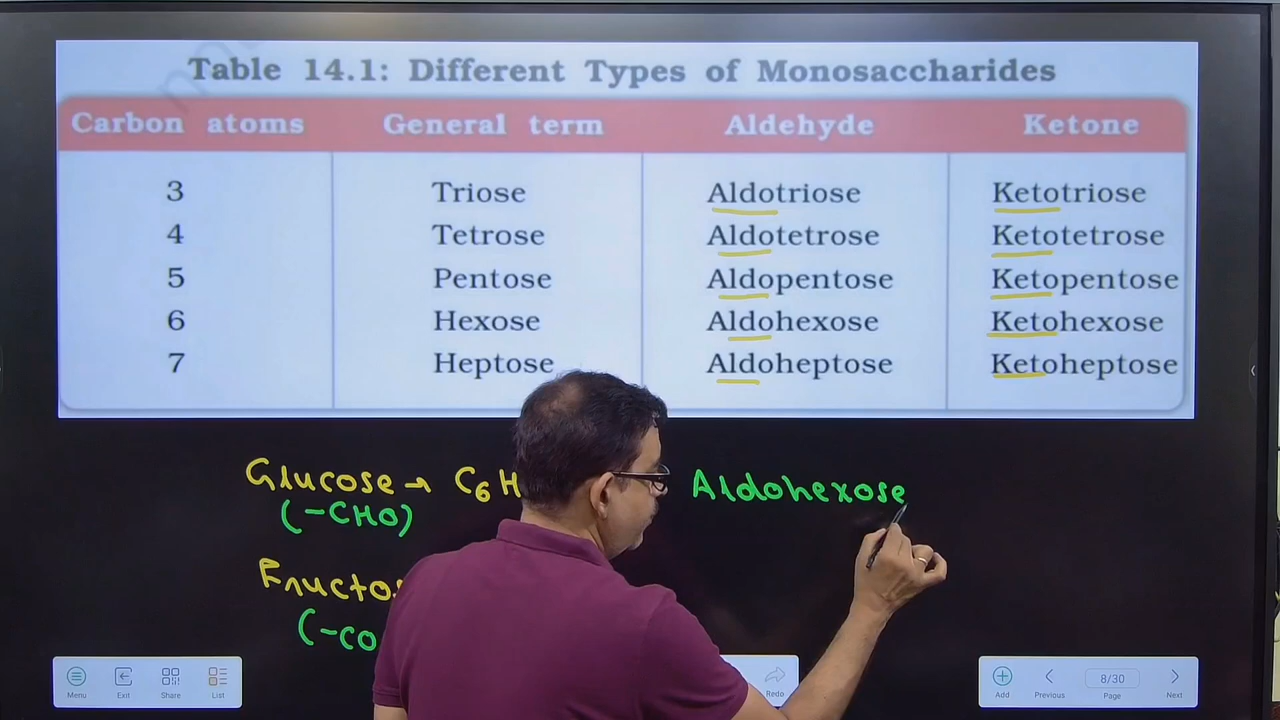 Table 14.1: Different Types of Monosaccharides
Carbon atoms General term Aldehyde Ketone
3 Triose Aldotriose Ketotriose
4 Tetrose Aldotetrose Ketotetrose
5 Pentose Aldopentose Ketopentose
6 Hexose Aldohexose Ketohexose
7 Heptose Aldoheptose Ketoheptose
Glucose → C6H Aldohexose
(-CHO)
Fructos
(-CO
Menu Exit Share List Redo Add Previous 8/30 Page Next